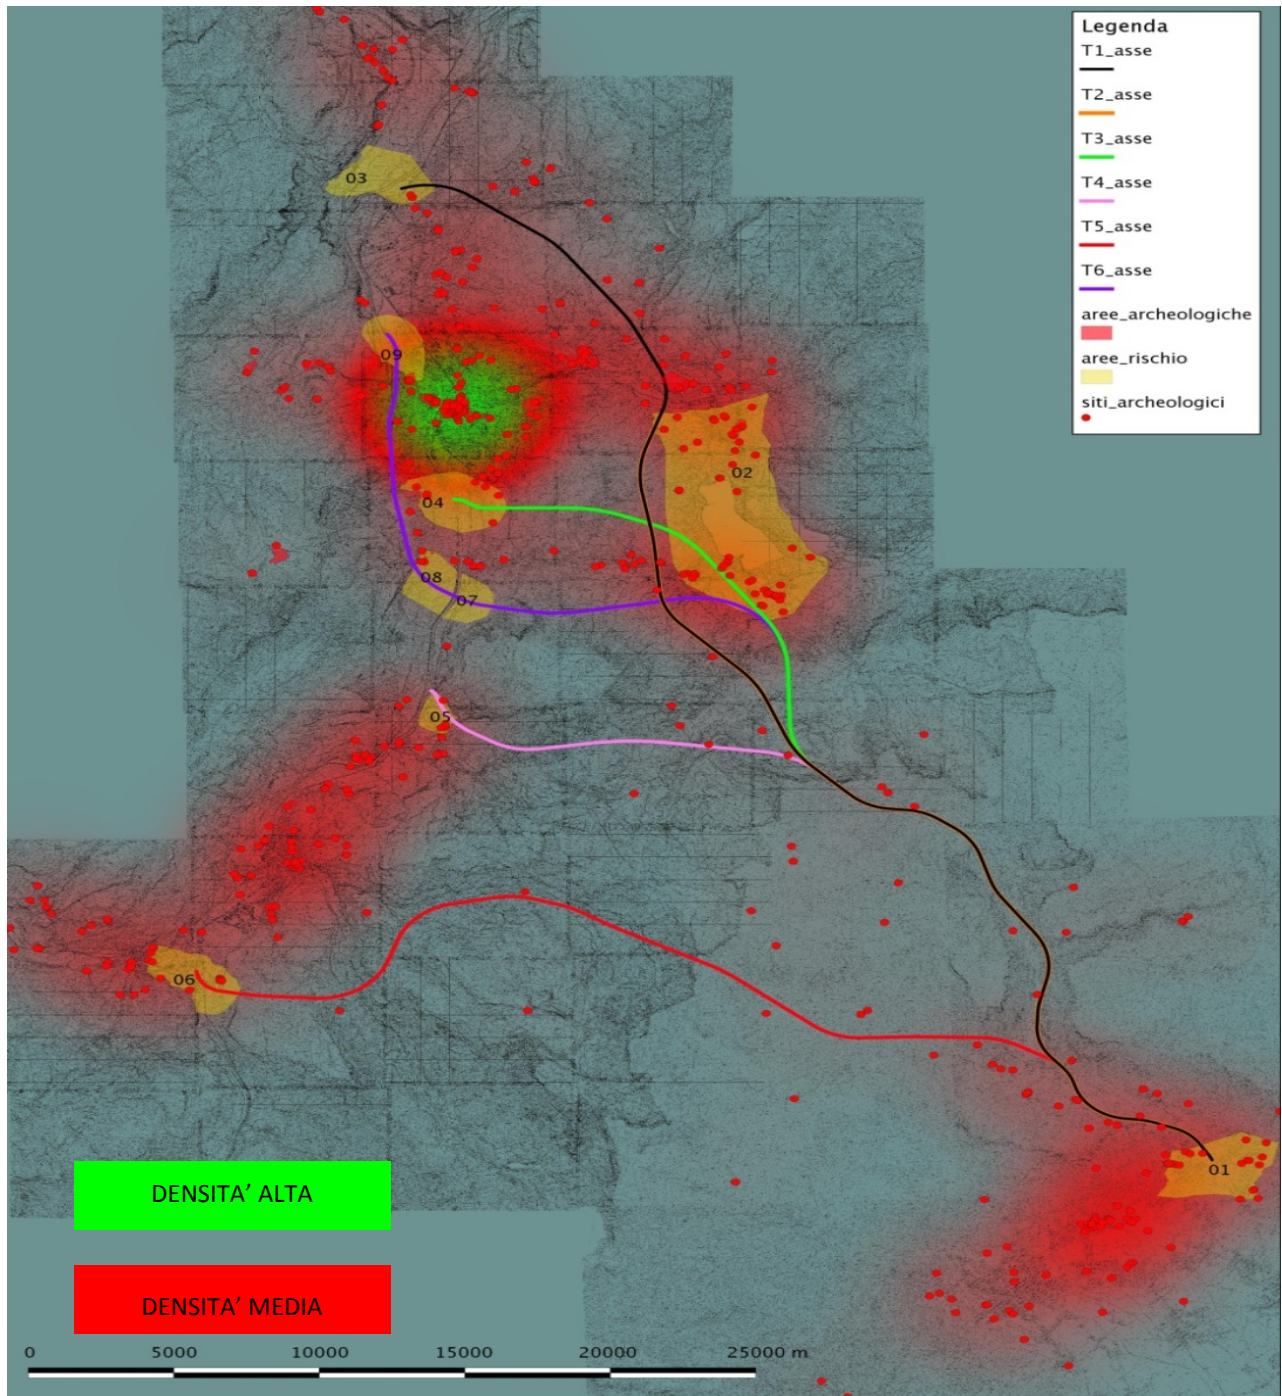 Legenda
T1_asse
T2_asse
T3_asse
T4_asse
T5_asse
T6_asse
aree_archeologiche
aree_rischio
siti_archeologici
03
09
02
04
08
07
05
06
01
DENSITA’ ALTA
DENSITA’ MEDIA
0 5000 10000 15000 20000 25000 m